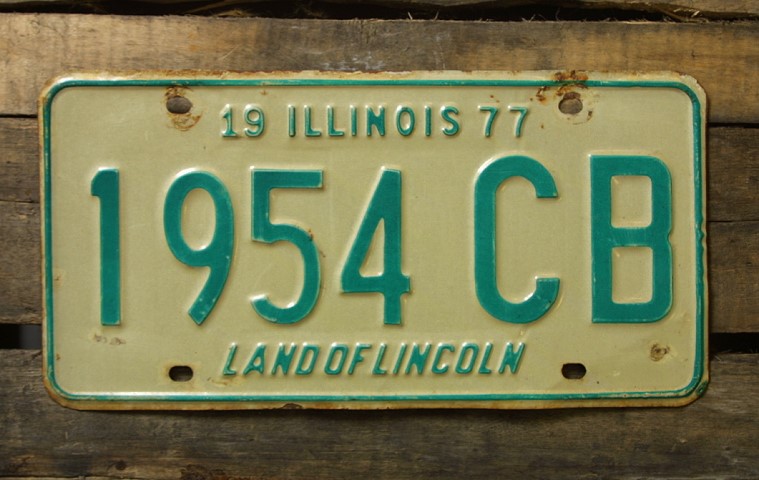 19 ILLINOIS 77
1954 CB
LAND OF LINCOLN